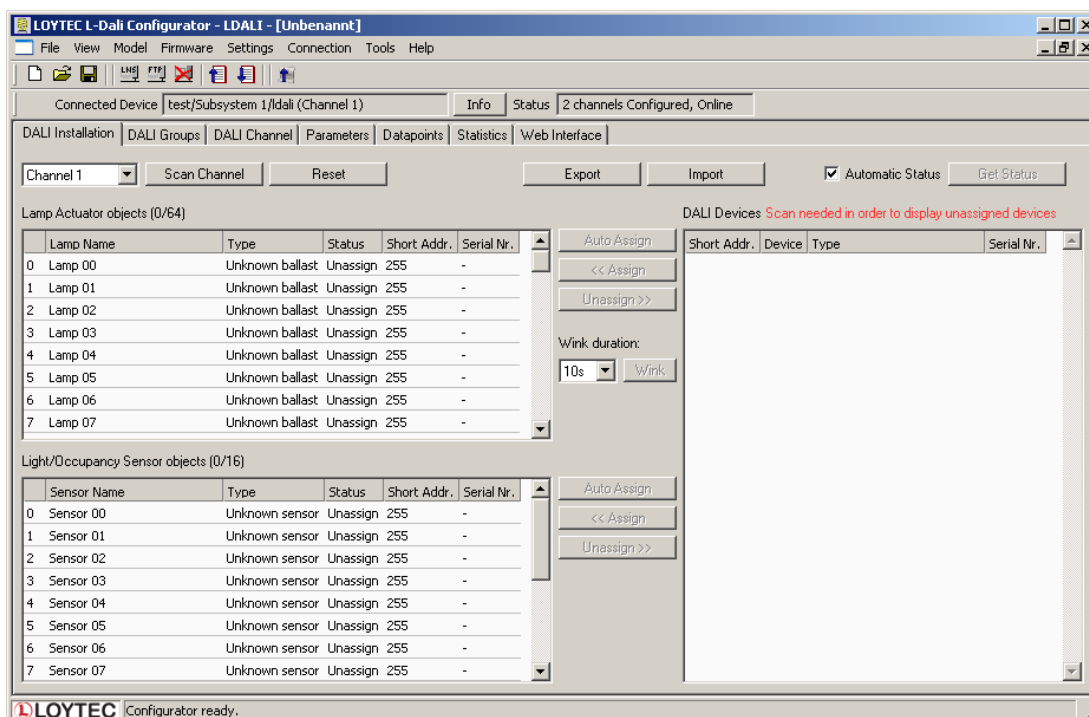 LOYTEC L-Dali Configurator - LDALI - [Unbenannt]
File View Model Firmware Settings Connection Tools Help
LNS FTP
Connected Device test/Subsystem 1/ldali (Channel 1) Info Status 2 channels Configured, Online
DALI Installation DALI Groups DALI Channel Parameters Datapoints Statistics Web Interface
Channel 1 Scan Channel Reset Export Import Automatic Status Get Status
Lamp Actuator objects (0/64)
DALI Devices Scan needed in order to display unassigned devices
Lamp Name Type Status Short Addr. Serial Nr.
0 Lamp 00 Unknown ballast Unassign 255 -
1 Lamp 01 Unknown ballast Unassign 255 -
2 Lamp 02 Unknown ballast Unassign 255 -
3 Lamp 03 Unknown ballast Unassign 255 -
4 Lamp 04 Unknown ballast Unassign 255 -
5 Lamp 05 Unknown ballast Unassign 255 -
6 Lamp 06 Unknown ballast Unassign 255 -
7 Lamp 07 Unknown ballast Unassign 255 -
Auto Assign
<< Assign
Unassign >>
Wink duration:
10s Wink
Short Addr. Device Type Serial Nr.
Light/Occupancy Sensor objects (0/16)
Sensor Name Type Status Short Addr. Serial Nr.
0 Sensor 00 Unknown sensor Unassign 255 -
1 Sensor 01 Unknown sensor Unassign 255 -
2 Sensor 02 Unknown sensor Unassign 255 -
3 Sensor 03 Unknown sensor Unassign 255 -
4 Sensor 04 Unknown sensor Unassign 255 -
5 Sensor 05 Unknown sensor Unassign 255 -
6 Sensor 06 Unknown sensor Unassign 255 -
7 Sensor 07 Unknown sensor Unassign 255 -
Auto Assign
<< Assign
Unassign >>
LOYTEC Configurator ready.